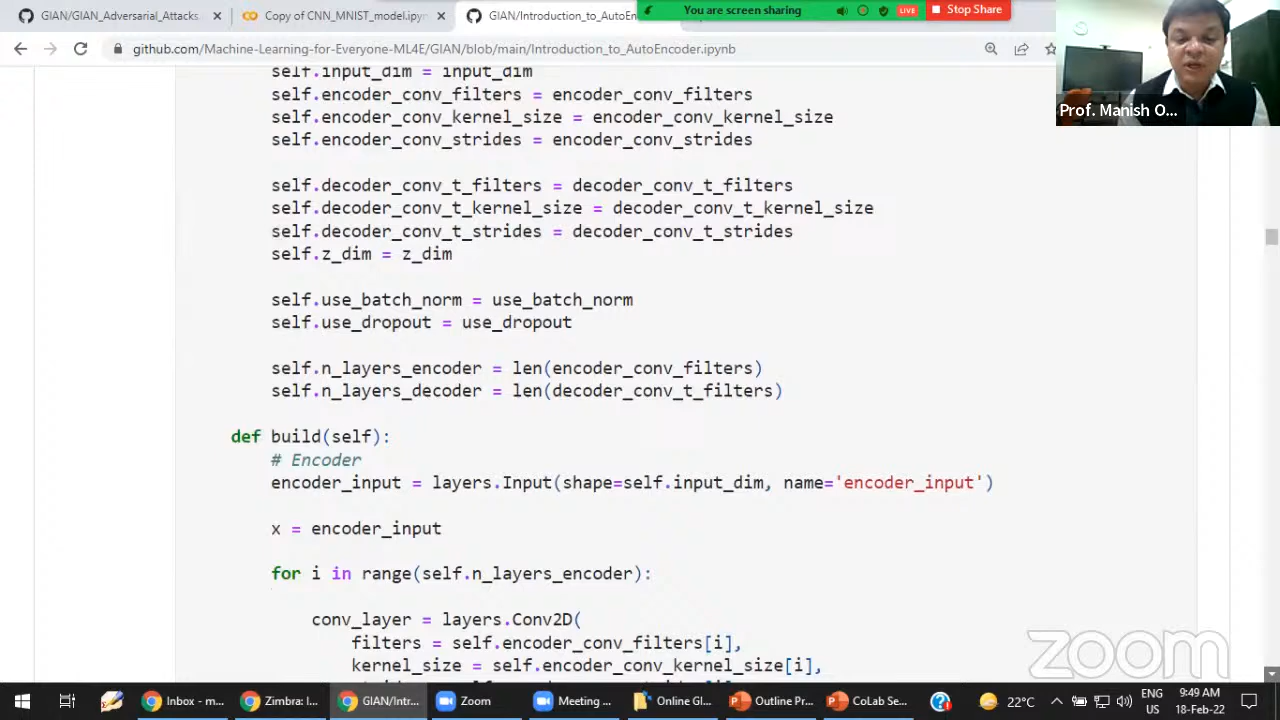 GIAN/GIAN_Adversarial_Attacks
Copy of CNN_MNIST_model.ipyn
GIAN/Introduction_to_AutoEnco
You are screen sharing
LIVE
Stop Share
github.com/Machine-Learning-for-Everyone-ML4E/GIAN/blob/main/Introduction_to_AutoEncoder.ipynb
Prof. Manish O...
self.input_dim = input_dim
self.encoder_conv_filters = encoder_conv_filters
self.encoder_conv_kernel_size = encoder_conv_kernel_size
self.encoder_conv_strides = encoder_conv_strides
self.decoder_conv_t_filters = decoder_conv_t_filters
self.decoder_conv_t_kernel_size = decoder_conv_t_kernel_size
self.decoder_conv_t_strides = decoder_conv_t_strides
self.z_dim = z_dim
self.use_batch_norm = use_batch_norm
self.use_dropout = use_dropout
self.n_layers_encoder = len(encoder_conv_filters)
self.n_layers_decoder = len(decoder_conv_t_filters)
def build(self):
# Encoder
encoder_input = layers.Input(shape=self.input_dim, name='encoder_input')
x = encoder_input
for i in range(self.n_layers_encoder):
conv_layer = layers.Conv2D(
filters = self.encoder_conv_filters[i],
kernel_size = self.encoder_conv_kernel_size[i],
zoom
Inbox - m...
Zimbra: I...
GIAN/Intr...
Zoom
Meeting ...
Online Gl...
Outline Pr...
CoLab Se...
22°C
ENG
US
9:49 AM
18-Feb-22